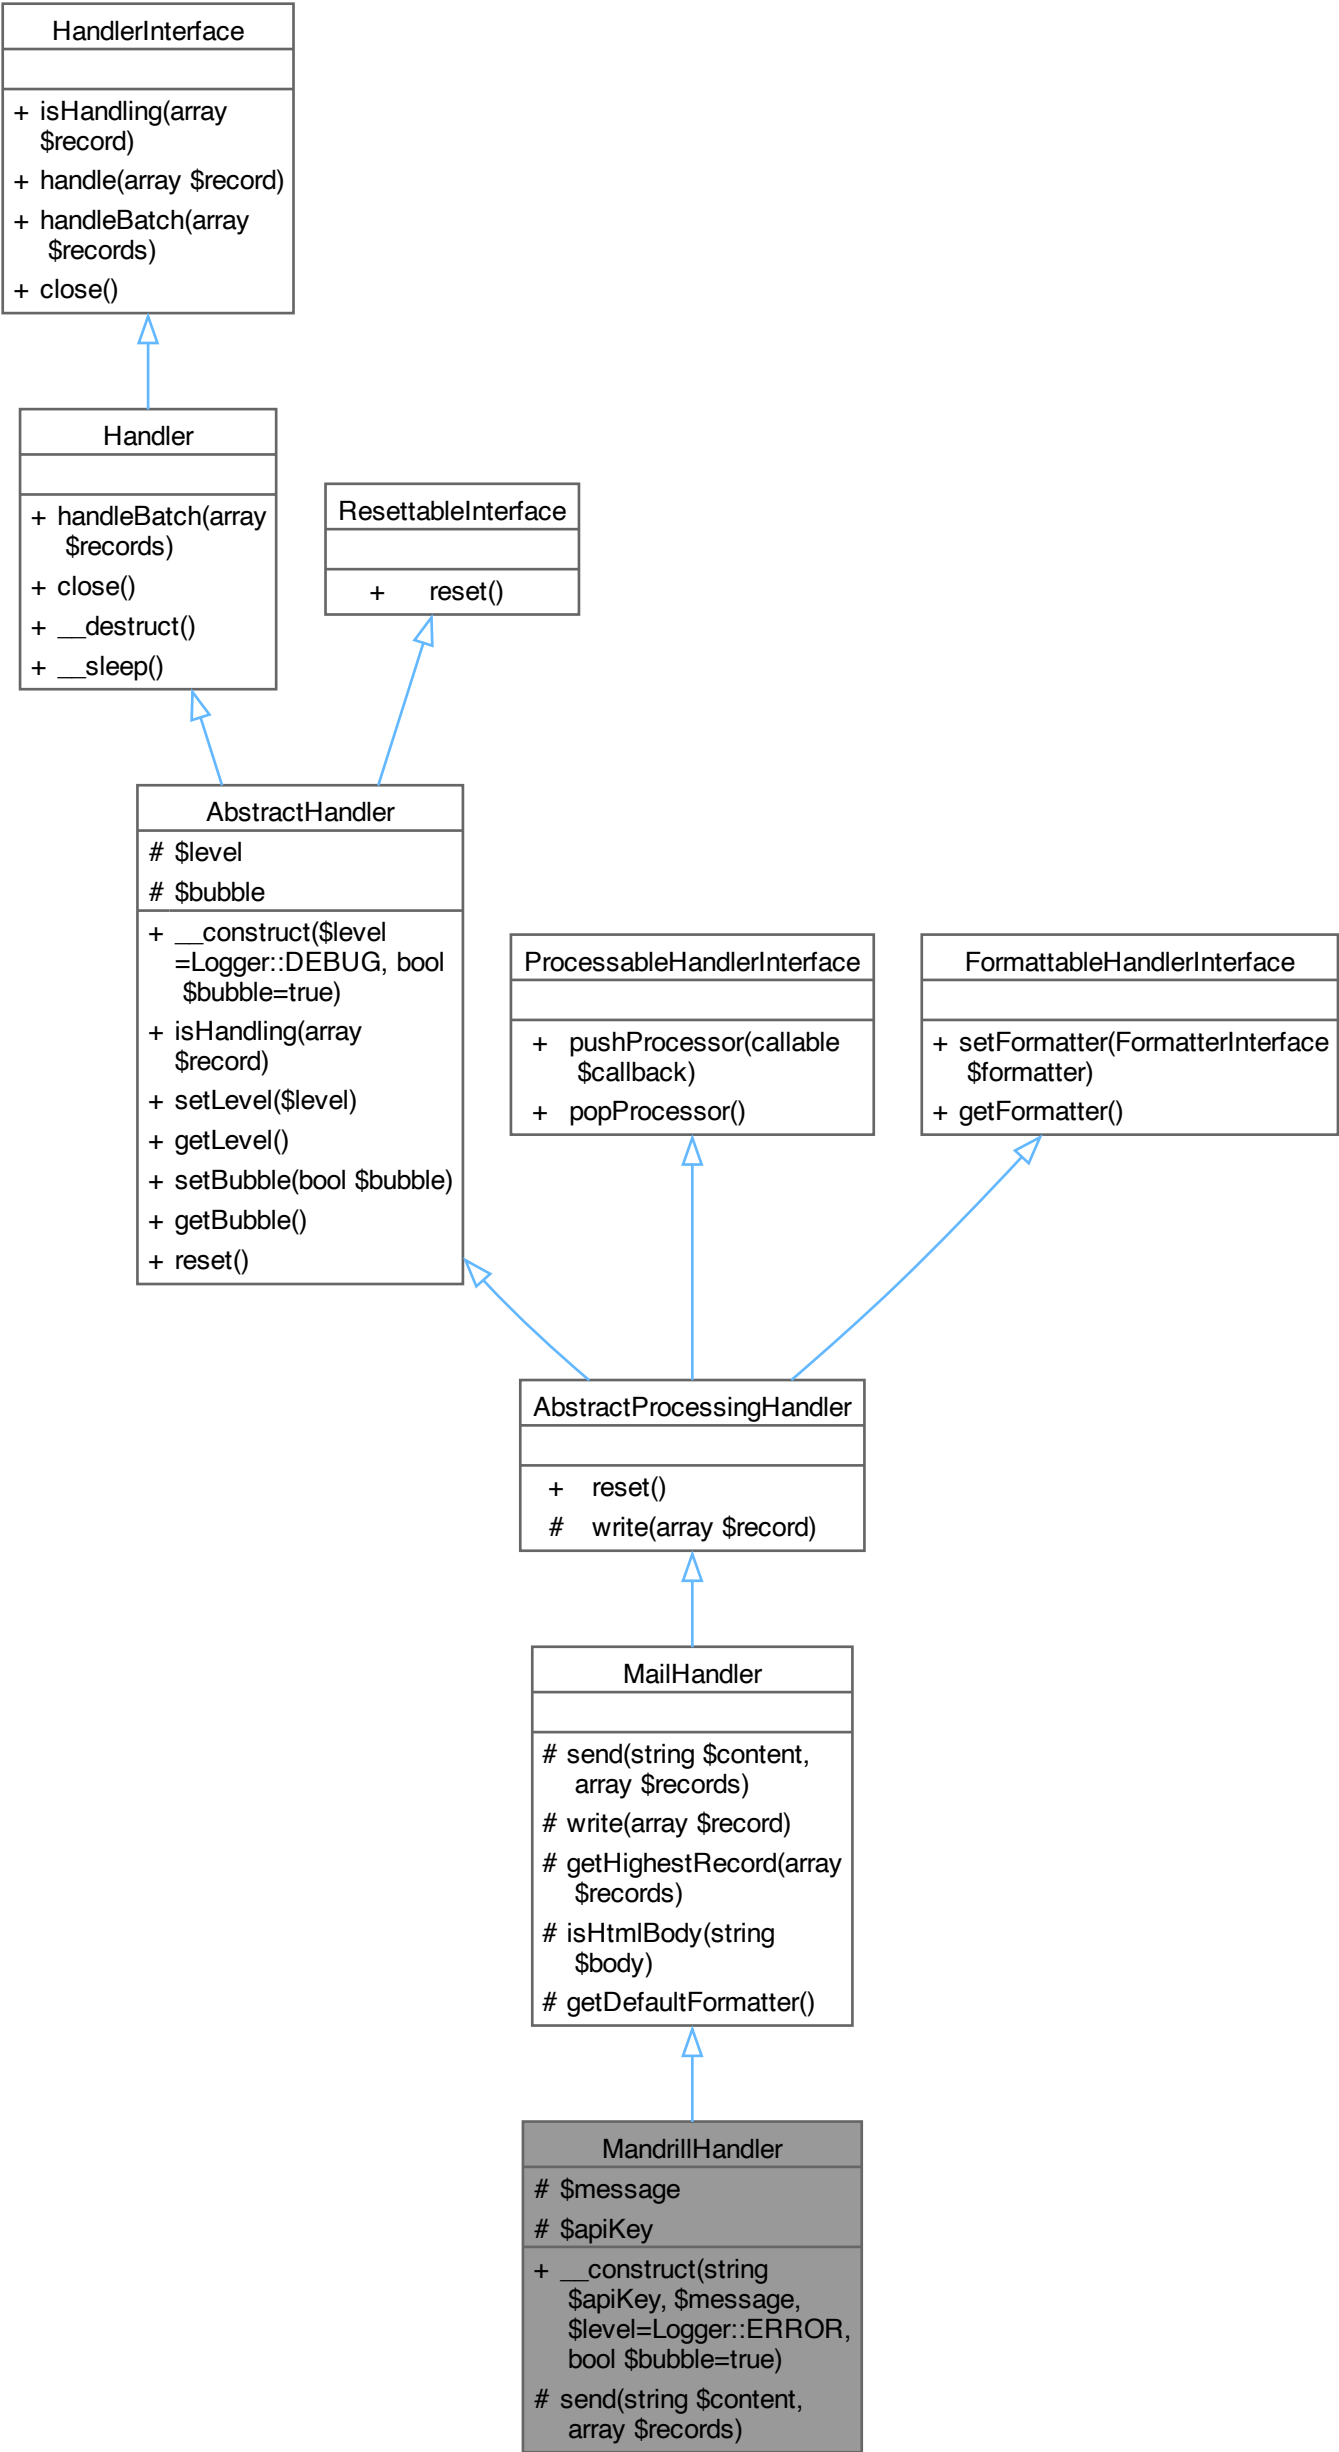 HandlerInterface
+ isHandling(array
$record)
+ handle(array $record)
+ handleBatch(array
$records)
+ close()
Handler
+ handleBatch(array
$records)
+ close()
+ __destruct()
+ __sleep()
ResettableInterface
+ reset()
AbstractHandler
# $level
# $bubble
+ __construct($level
=Logger::DEBUG, bool
$bubble=true)
+ isHandling(array
$record)
+ setLevel($level)
+ getLevel()
+ setBubble(bool $bubble)
+ getBubble()
+ reset()
ProcessableHandlerInterface
+ pushProcessor(callable
$callback)
+ popProcessor()
FormattableHandlerInterface
+ setFormatter(FormatterInterface
$formatter)
+ getFormatter()
AbstractProcessingHandler
+ reset()
# write(array $record)
MailHandler
# send(string $content,
array $records)
# write(array $record)
# getHighestRecord(array
$records)
# isHtmlBody(string
$body)
# getDefaultFormatter()
MandrillHandler
# $message
# $apiKey
+ __construct(string
$apiKey, $message,
$level=Logger::ERROR,
bool $bubble=true)
# send(string $content,
array $records)